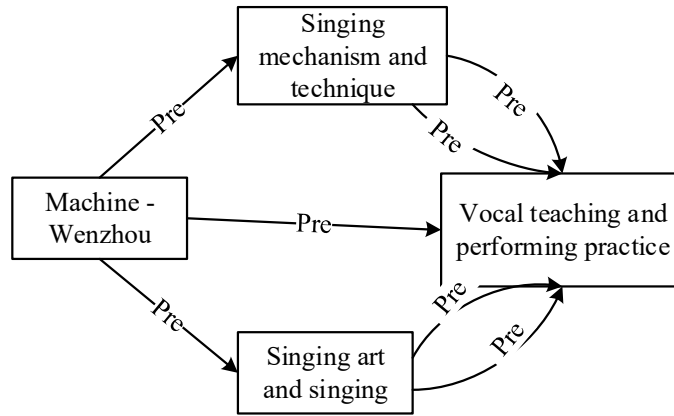 Singing
mechanism and
technique
Pre
Pre
Pre
Machine -
Wenzhou
Pre
Vocal teaching and
performing practice
Pre
Pre
Pre
Singing art
and singing